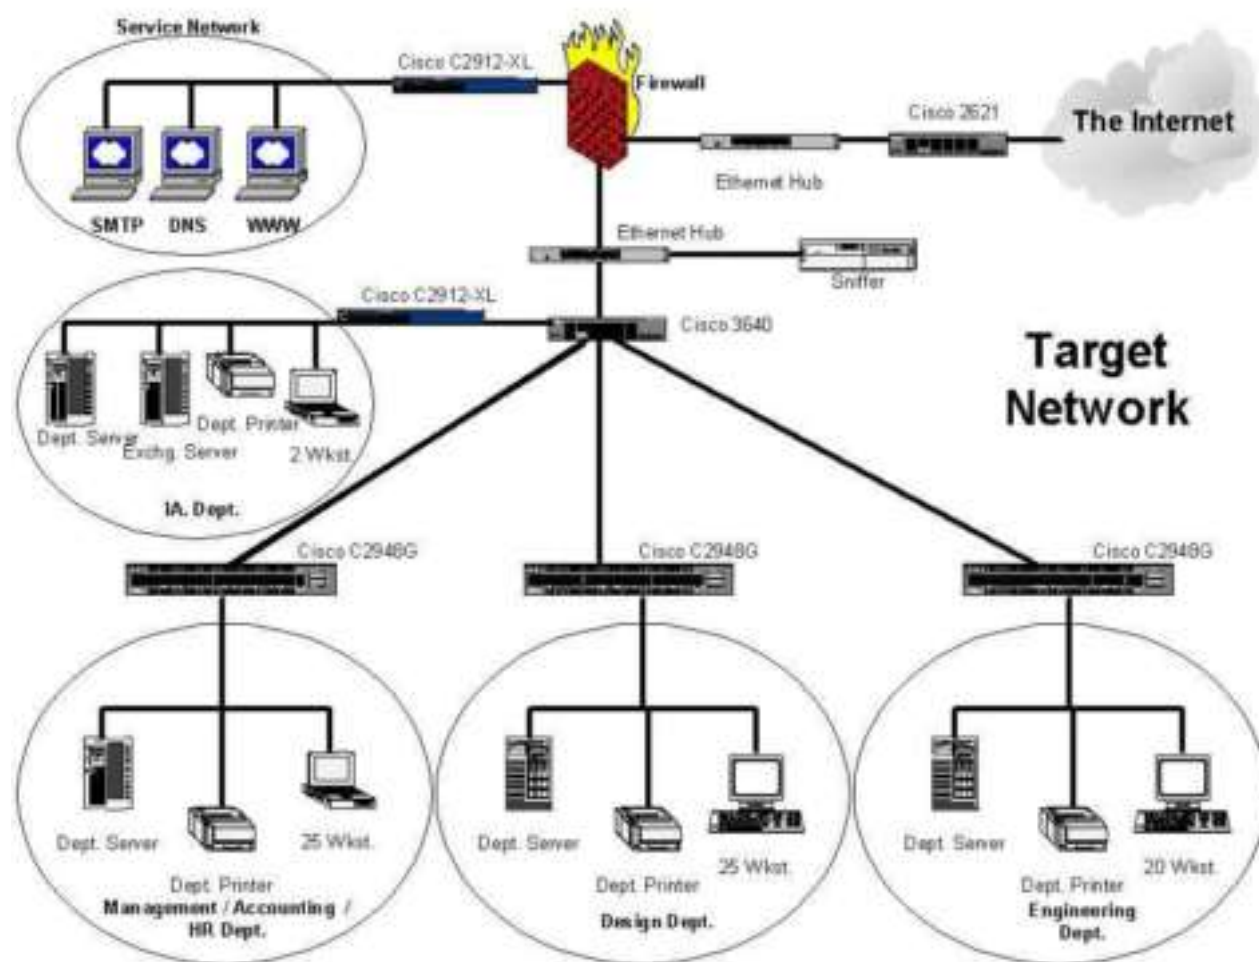 Service Network
Cisco C2912-XL
Firewall
Cisco 2621
The Internet
Ethernet Hub
SMTP
DNS
WWW
Ethernet Hub
Sniffer
Cisco C2912-XL
Cisco 3640
Target
Network
Dept. Server
Exchg. Server
Dept. Printer
2 Wkst.
IA. Dept.
Cisco C2948G
Cisco C2948G
Cisco C2948G
Dept. Server
25 Wkst.
Dept. Printer
Management / Accounting /
HR Dept.
Dept. Server
25 Wkst.
Dept. Printer
Design Dept.
Dept. Server
20 Wkst.
Dept. Printer
Engineering
Dept.